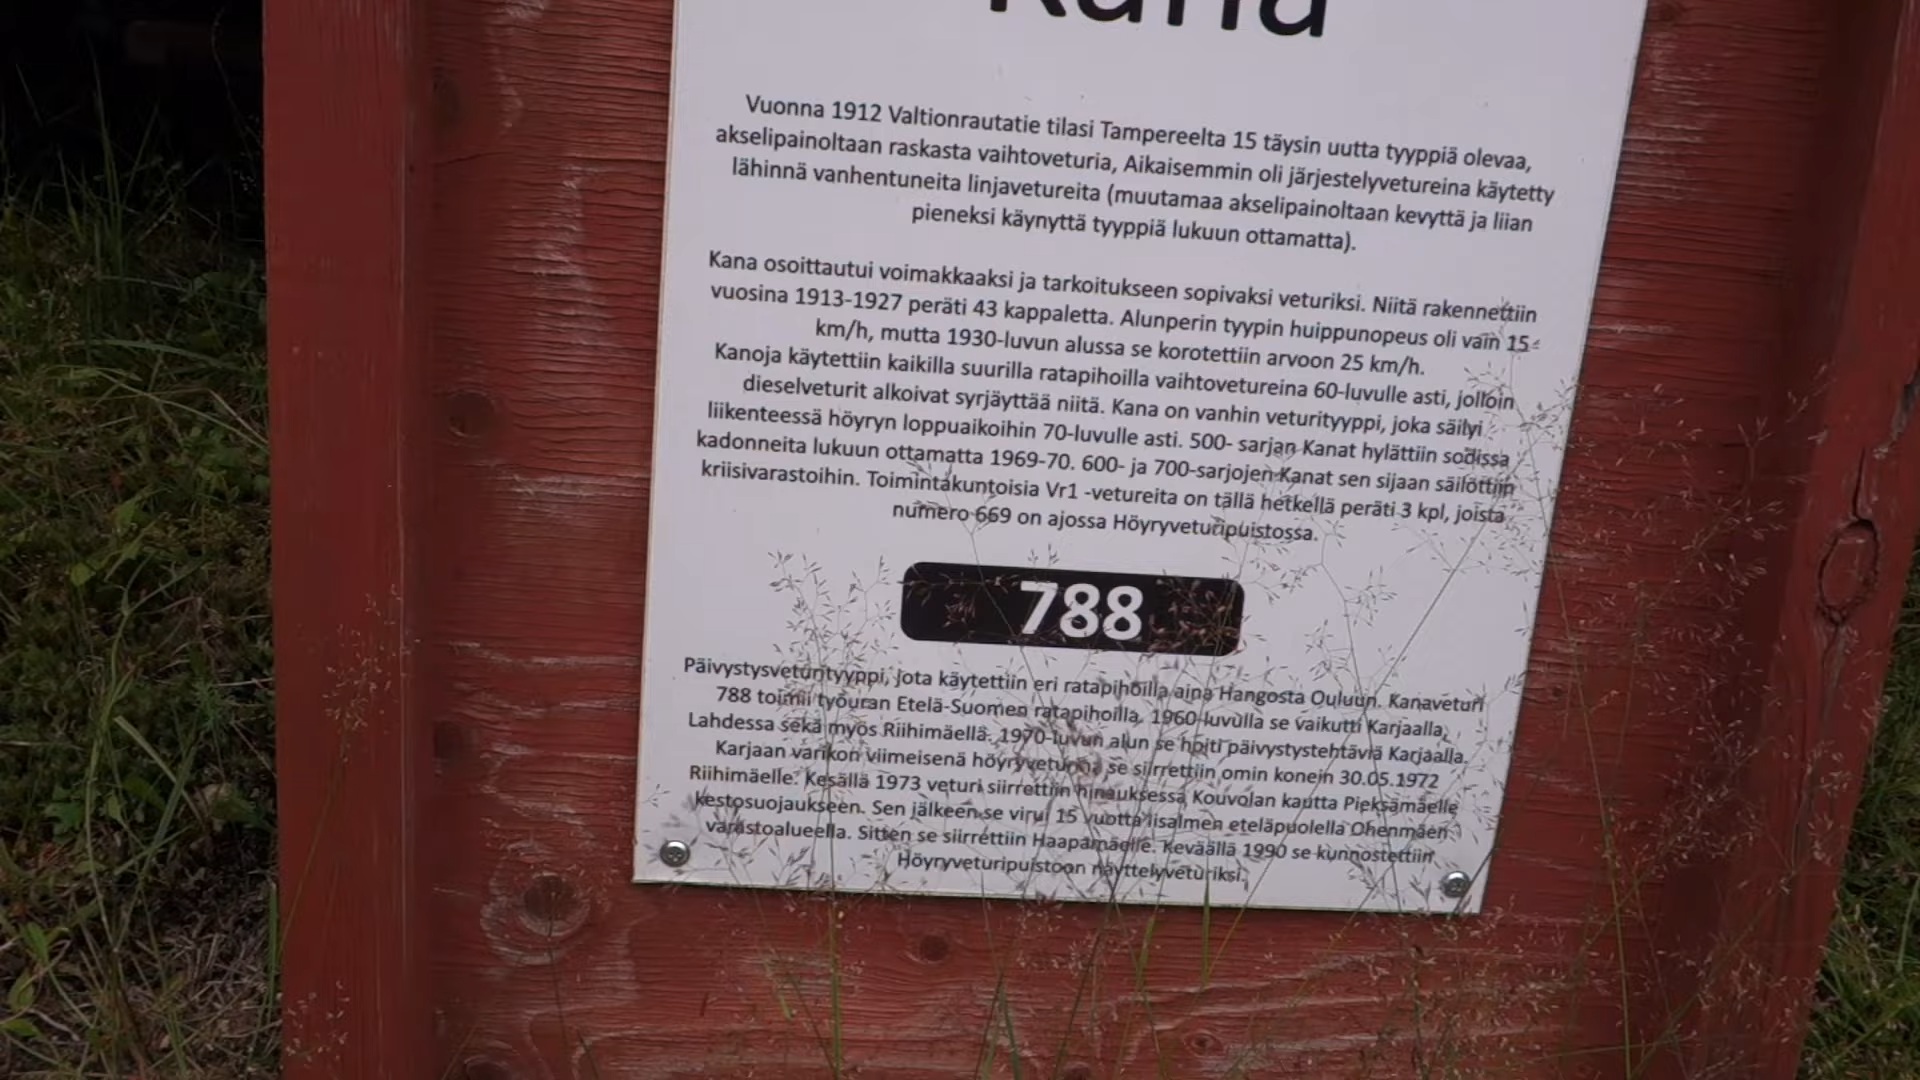 Kana
Vuonna 1912 Valtionrautatie tilasi Tampereelta 15 täysin uutta tyyppiä olevaa,
akselipainoltaan raskasta vaihtoveturia, Aikaisemmin oli järjestelyvetureina käytetty
lähinnä vanhentuneita linjavetureita (muutamaa akselipainoltaan kevyttä ja liian
pieneksi käynyttä tyyppiä lukuun ottamatta).
Kana osoittautui voimakkaaksi ja tarkoitukseen sopivaksi veturiksi. Niitä rakennettiin
vuosina 1913-1927 peräti 43 kappaletta. Alunperin tyypin huippunopeus oli vain 15
km/h, mutta 1930-luvun alussa se korotettiin arvoon 25 km/h.
Kanoja käytettiin kaikilla suurilla ratapihoilla vaihtovetureina 60-luvulle asti, jolloin
dieselveturit alkoivat syrjäyttää niitä. Kana on vanhin veturityyppi, joka säilyi
liikenteessä höyryn loppuaikoihin 70-luvulle asti. 500- sarjan Kanat hylättiin sodissa
kadonneita lukuun ottamatta 1969-70. 600- ja 700-sarjojen Kanat sen sijaan säilöttiin
kriisivarastoihin. Toimintakuntoisia Vr1 -vetureita on tällä hetkellä peräti 3 kpl, joista
numero 669 on ajossa Höyryveturipuistossa.
788
Päivystysveturityyppi, jota käytettiin eri ratapihoilla aina Hangosta Ouluun. Kanaveturi
788 toimii työuran Etelä-Suomen ratapihoilla. 1960-luvulla se vaikutti Karjaalla,
Lahdessa sekä myös Riihimäellä. 1970-luvun alun se hoiti päivystystehtäviä Karjaalla.
Karjaan varikon viimeisenä höyryveturina se siirrettiin omin konein 30.05.1972
Riihimäelle. Kesällä 1973 veturi siirrettiin hinauksessa Kouvolan kautta Pieksämäelle
kestosuojaukseen. Sen jälkeen se virui 15 vuotta Iisalmen eteläpuolella Ohenmäen
varastoalueella. Sitten se siirrettiin Haapamäelle. Keväällä 1990 se kunnostettiin
Höyryveturipuistoon näyttelyveturiksi.